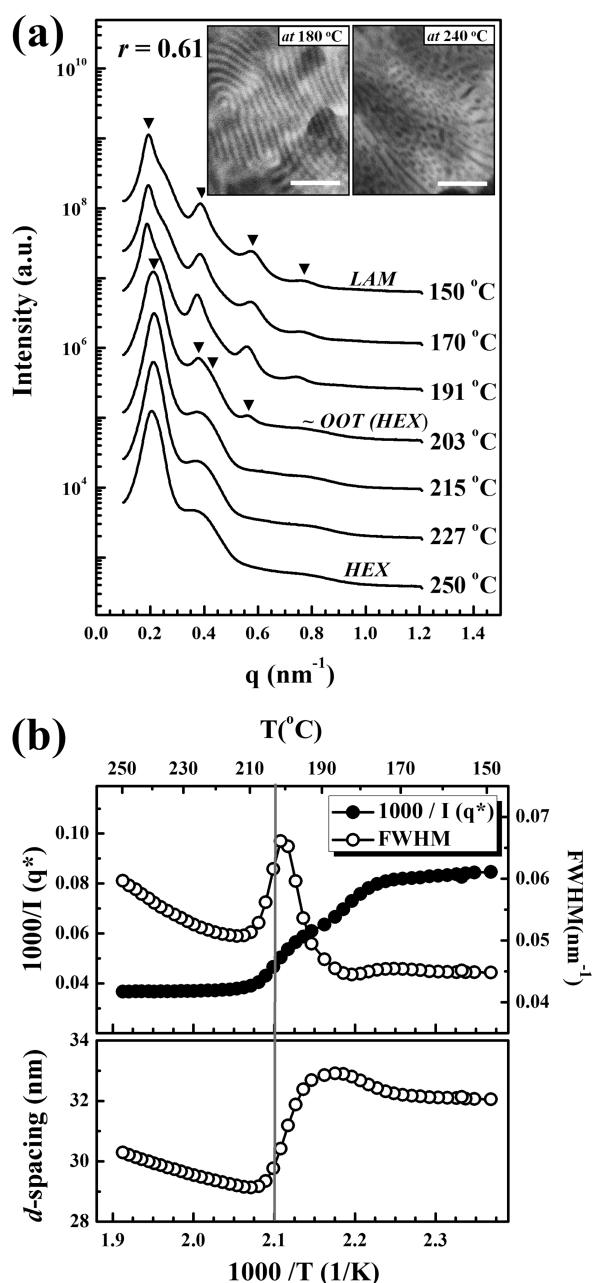 (a)
r = 0.61
at 180 °C
at 240 °C
10^10
10^8
10^6
10^4
Intensity (a.u.)
LAM
150 °C
170 °C
191 °C
~ OOT (HEX)
203 °C
215 °C
227 °C
HEX
250 °C
0.0 0.2 0.4 0.6 0.8 1.0 1.2 1.4
q (nm^-1)
(b)
T(°C)
250 230 210 190 170 150
1000 / I (q*)
FWHM
0.10
0.08
0.06
0.04
1000/I (q*)
0.07
0.06
0.05
0.04
FWHM(nm^-1)
34
32
30
28
d-spacing (nm)
1.9 2.0 2.1 2.2 2.3
1000 /T (1/K)